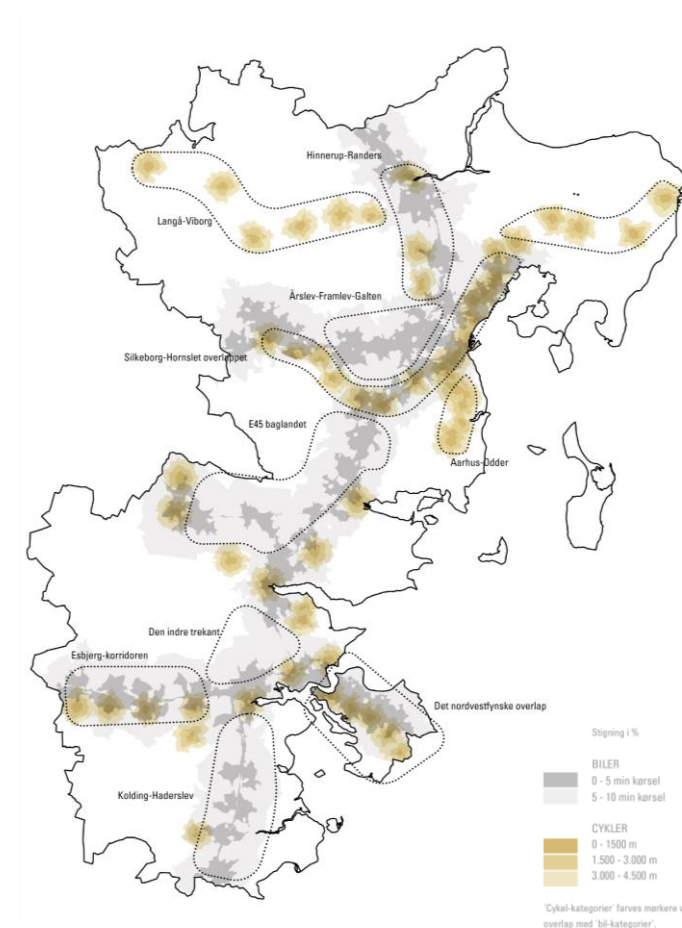 Hinnerup-Randers
Langå-Viborg
Årslev-Framlev-Galten
Silkeborg-Hornslet overlappet
E45 baglandet
Aarhus-Odder
Den indre trekant
Esbjerg-korridoren
Det nordvestfynske overlap
Kolding-Haderslev
Stigning i %
BILER
0 - 5 min kørsel
5 - 10 min kørsel
CYKLER
0 - 1500 m
1.500 - 3.000 m
3.000 - 4.500 m
'Cykel-kategorier' farves mørkere v
overlap med 'bil-kategorier'.